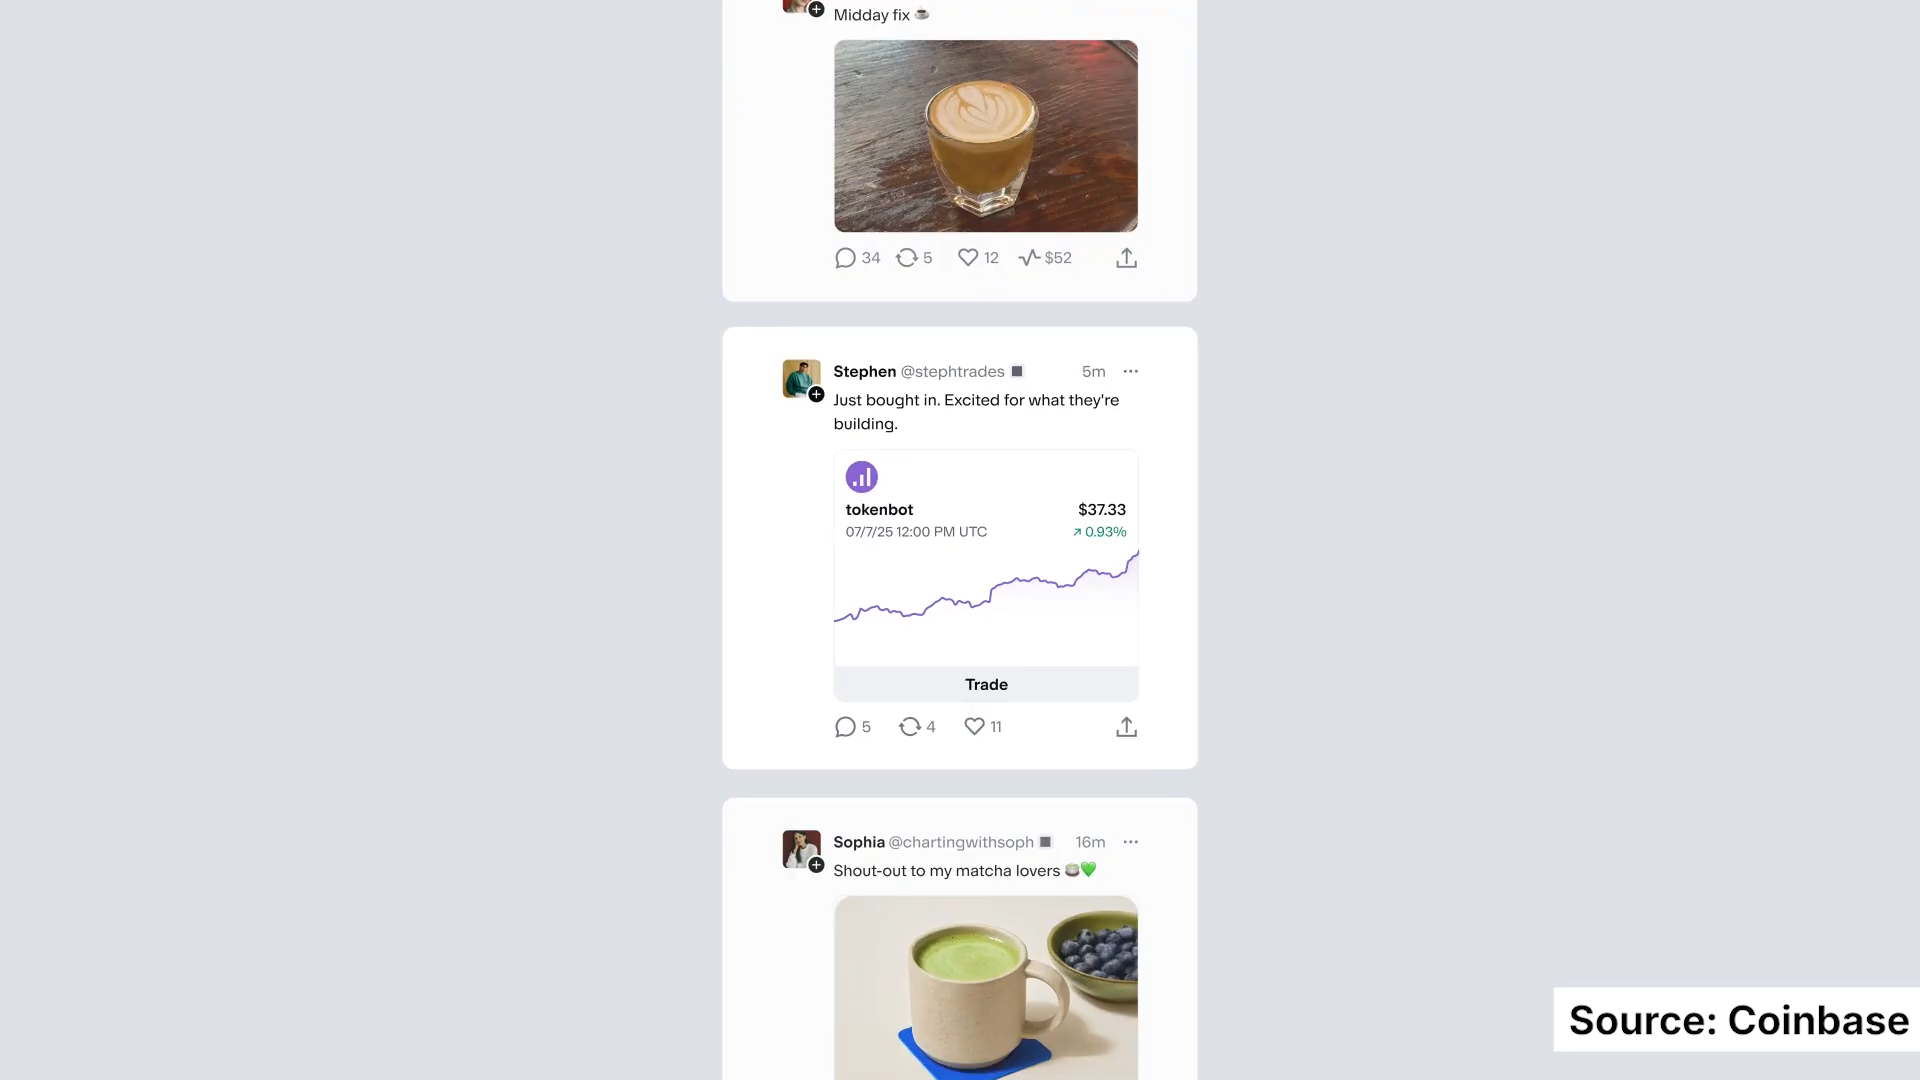 Midday fix ☕
34 5 12 $52
Stephen @stephtrades 5m
Just bought in. Excited for what they're
building.
tokenbot $37.33
07/7/25 12:00 PM UTC ↗ 0.93%
Trade
5 4 11
Sophia @chartingwithsoph 16m
Shout-out to my matcha lovers 🍵💚
Source: Coinbase